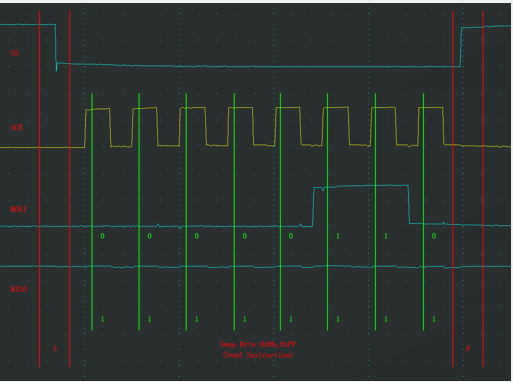 SS
SCK
MOSI
0 0 0 0 0 1 1 0
MISO
1 1 1 1 1 1 1 1
Swap Byte:0x06,0xFF
(Send Instruction)
S
P